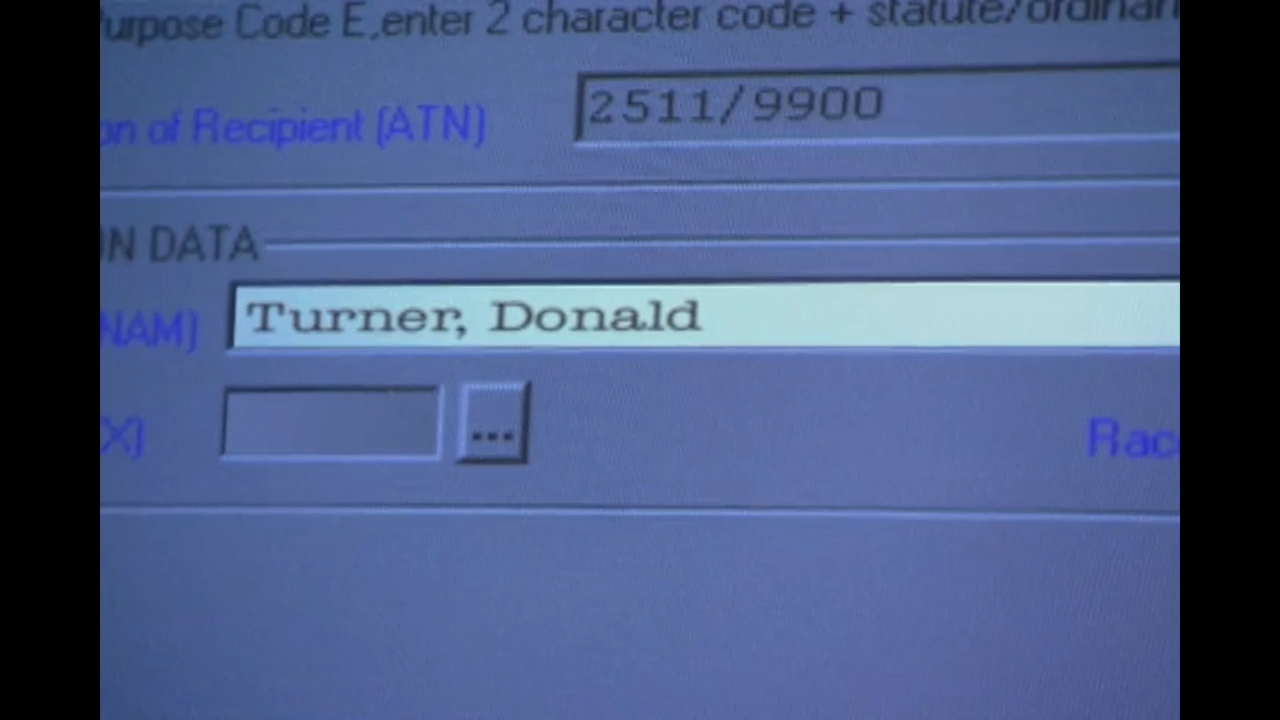 urpose Code E,enter 2 character code + statute/ordinan
on of Recipient (ATN)
2511/9900
ON DATA
NAM)
Turner, Donald
X)
...
Rac